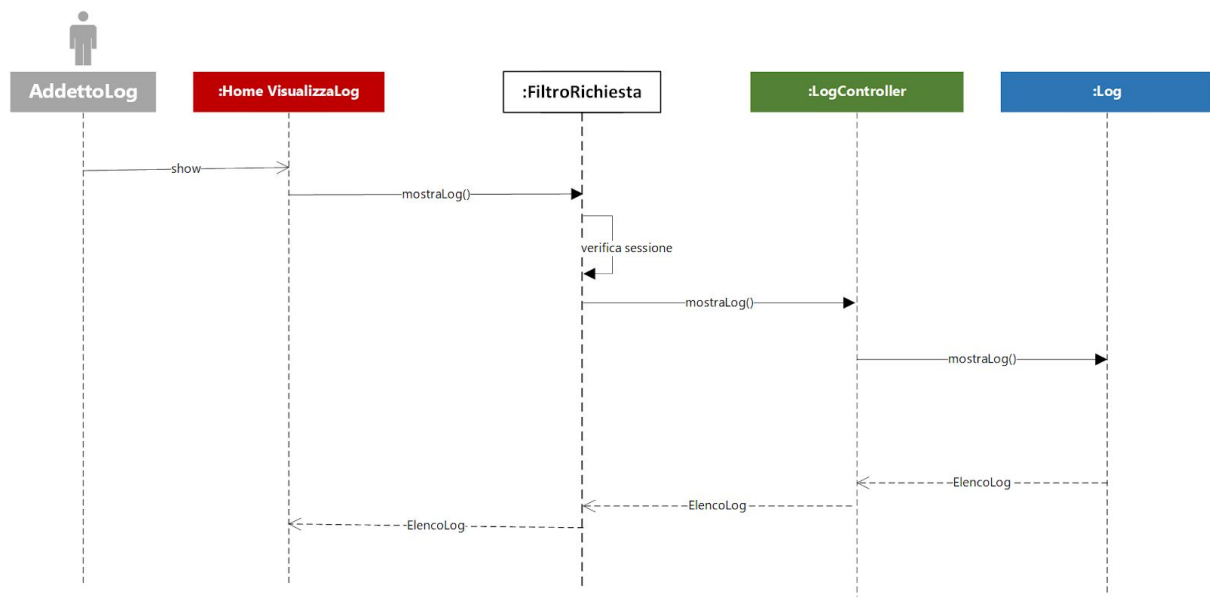 AddettoLog
:Home VisualizzaLog
:FiltroRichiesta
:LogController
:Log
show
mostraLog()
verifica sessione
mostraLog()
mostraLog()
ElencoLog
ElencoLog
ElencoLog